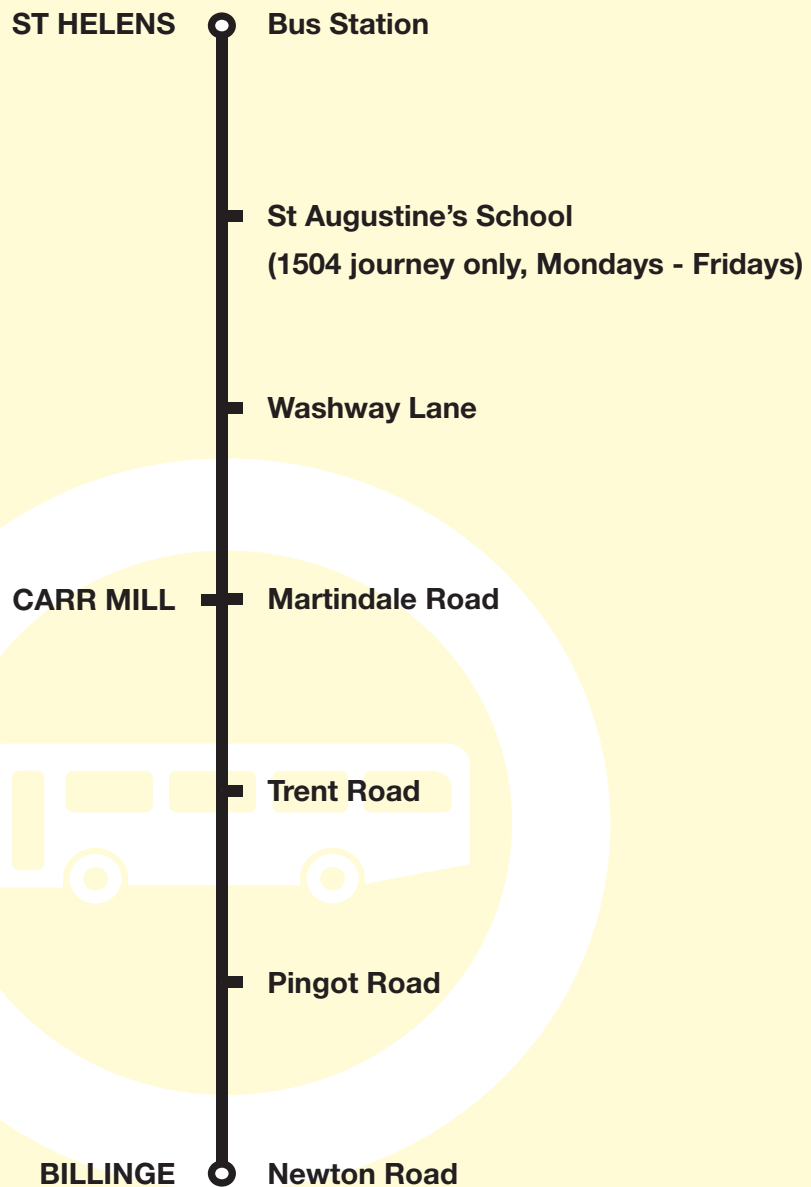 ST HELENS Bus Station
St Augustine’s School
(1504 journey only, Mondays - Fridays)
Washway Lane
CARR MILL Martindale Road
Trent Road
Pingot Road
BILLINGE Newton Road